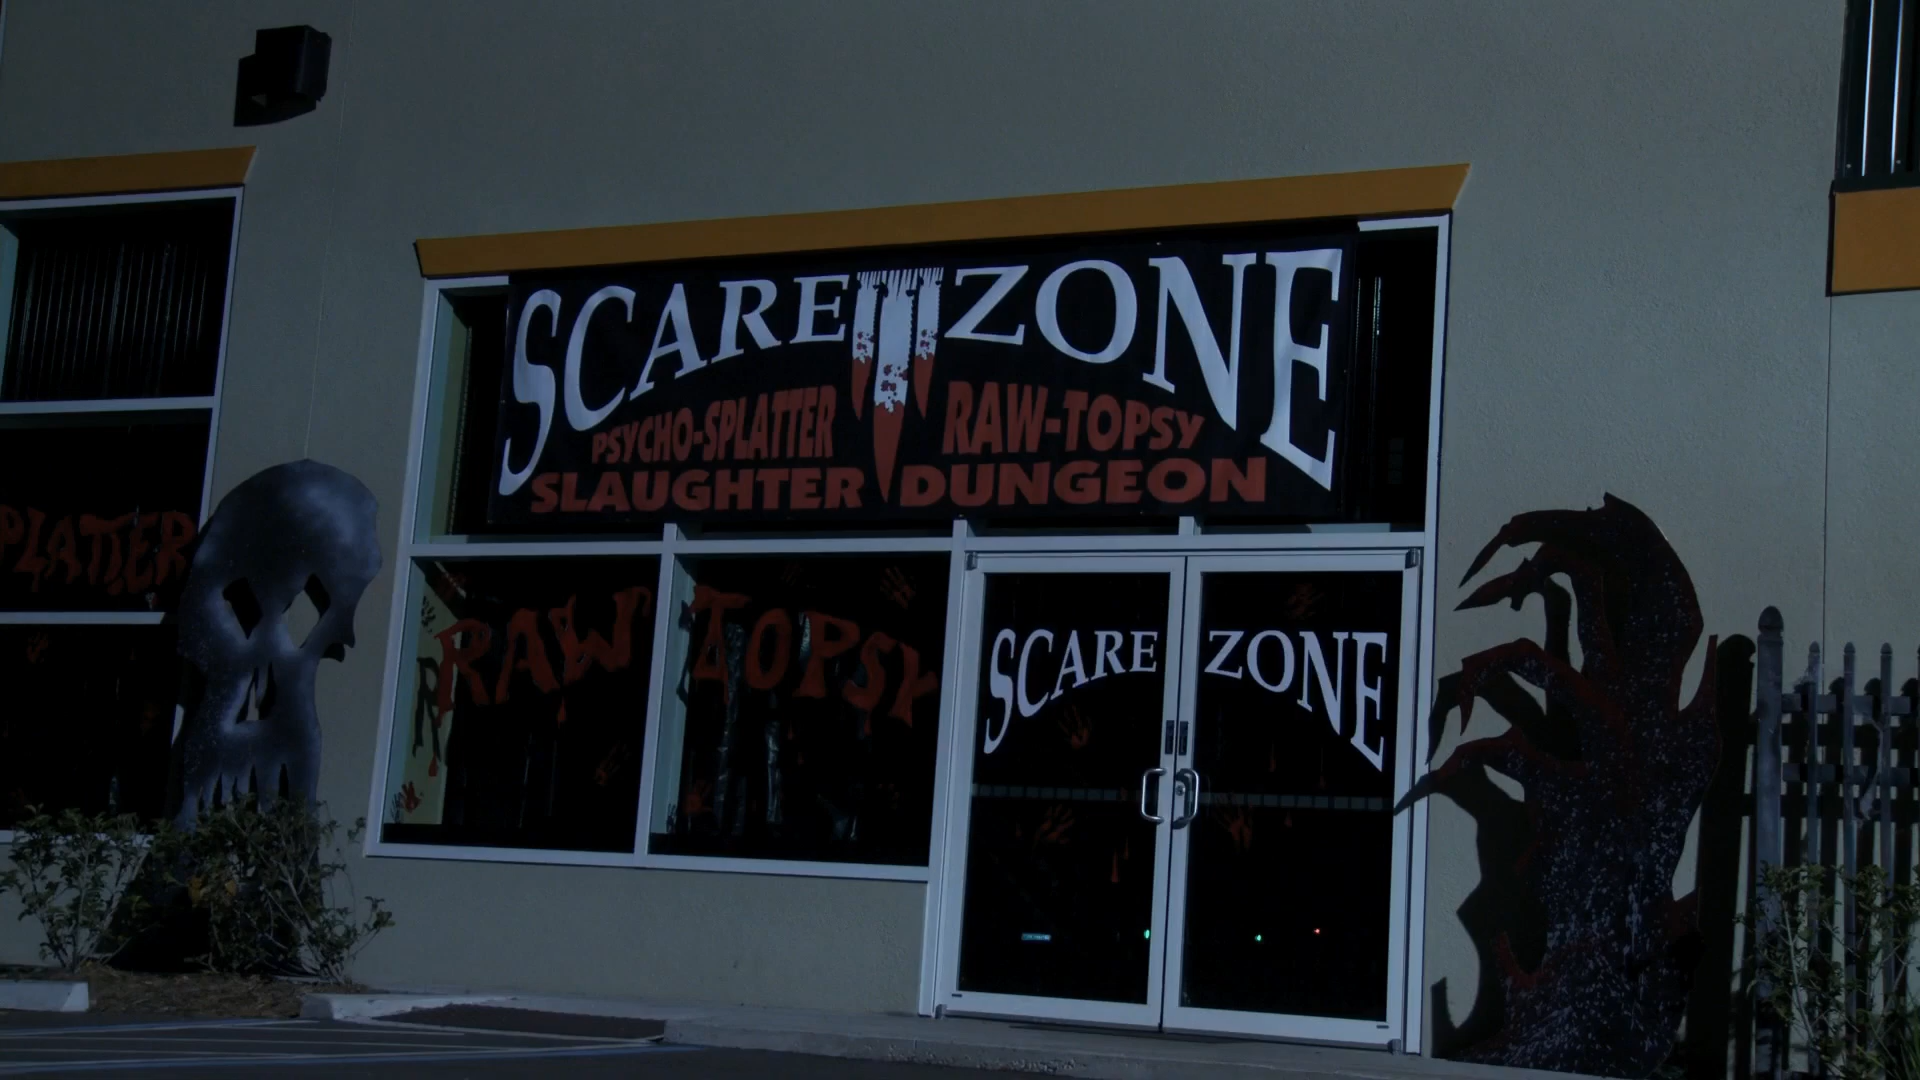 SCARE ZONE
PSYCHO-SPLATTER RAW-TOPSY
SLAUGHTER DUNGEON
PLATTER
RAW TOPSY
SCARE ZONE